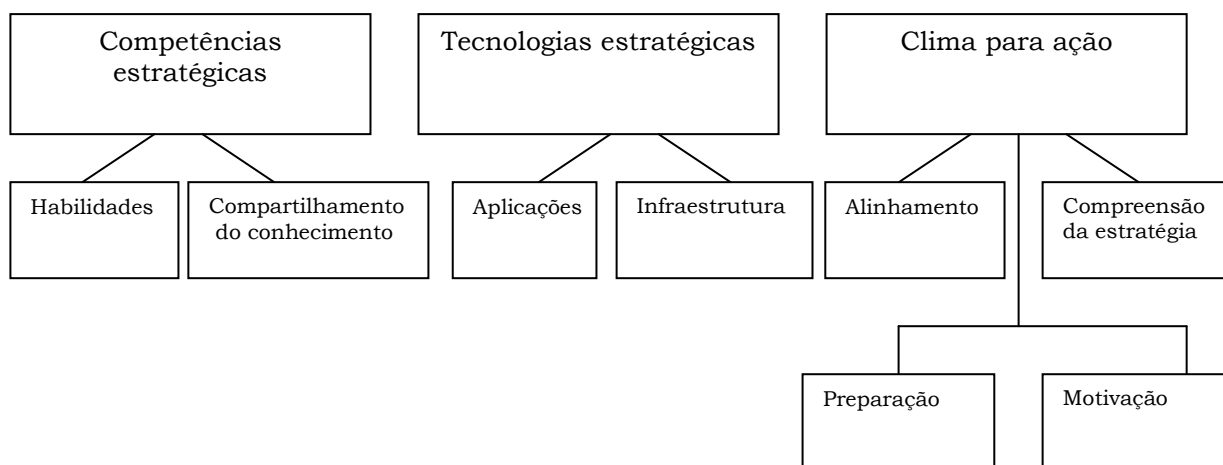 Competências
estratégicas
Tecnologias estratégicas
Clima para ação
Habilidades
Compartilhamento
do conhecimento
Aplicações
Infraestrutura
Alinhamento
Compreensão
da estratégia
Preparação
Motivação